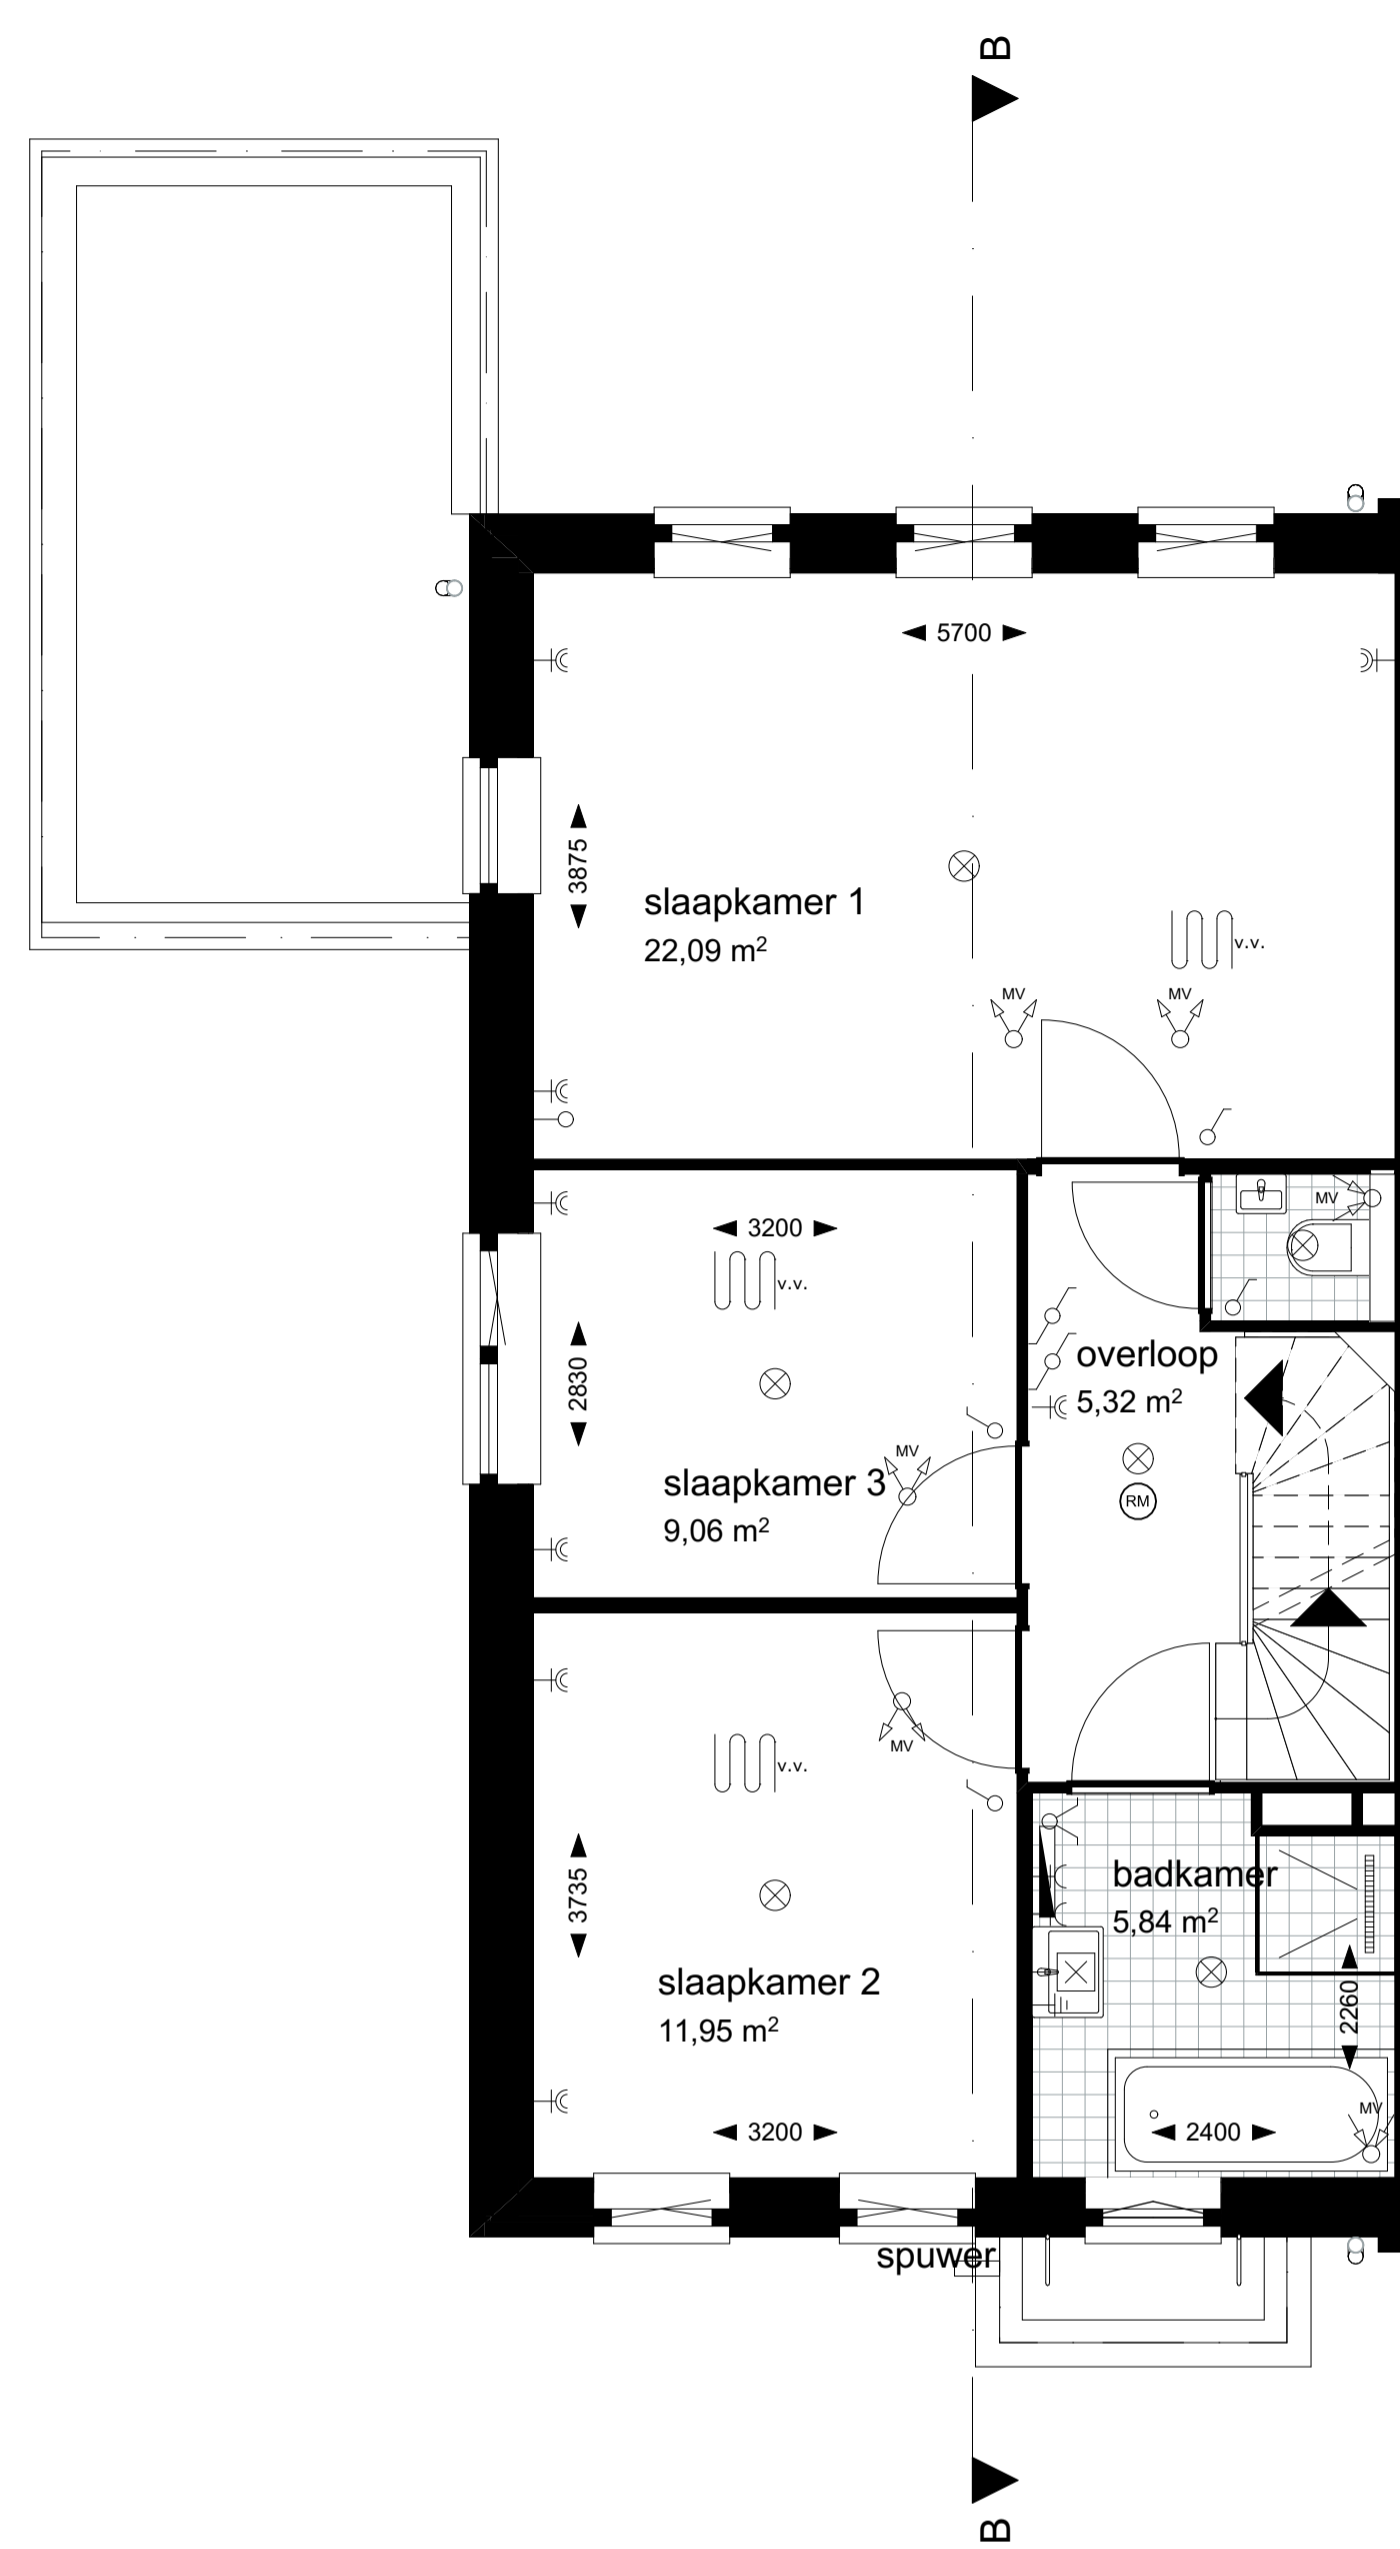 B
5700
3875
slaapkamer 1
22,09 m²
v.v.
MV
MV
3200
MV
v.v.
2830
overloop
5,32 m²
MV
slaapkamer 3
9,06 m²
RM
MV
v.v.
3735
badkamer
5,84 m²
slaapkamer 2
11,95 m²
2260
MV
3200
2400
spuwer
B